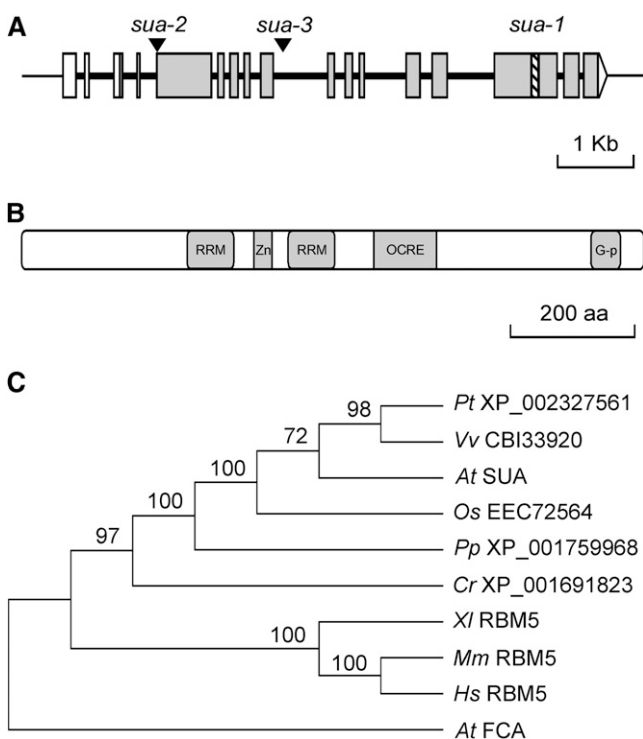 A
sua-2 sua-3 sua-1
1 Kb
B
RRM Zn RRM OCRE G-p
200 aa
C
98 Pt XP_002327561
72 Vv CBI33920
100 At SUA
100 Os EEC72564
97 Pp XP_001759968
Cr XP_001691823
100 Xl RBM5
100 Mm RBM5
Hs RBM5
At FCA